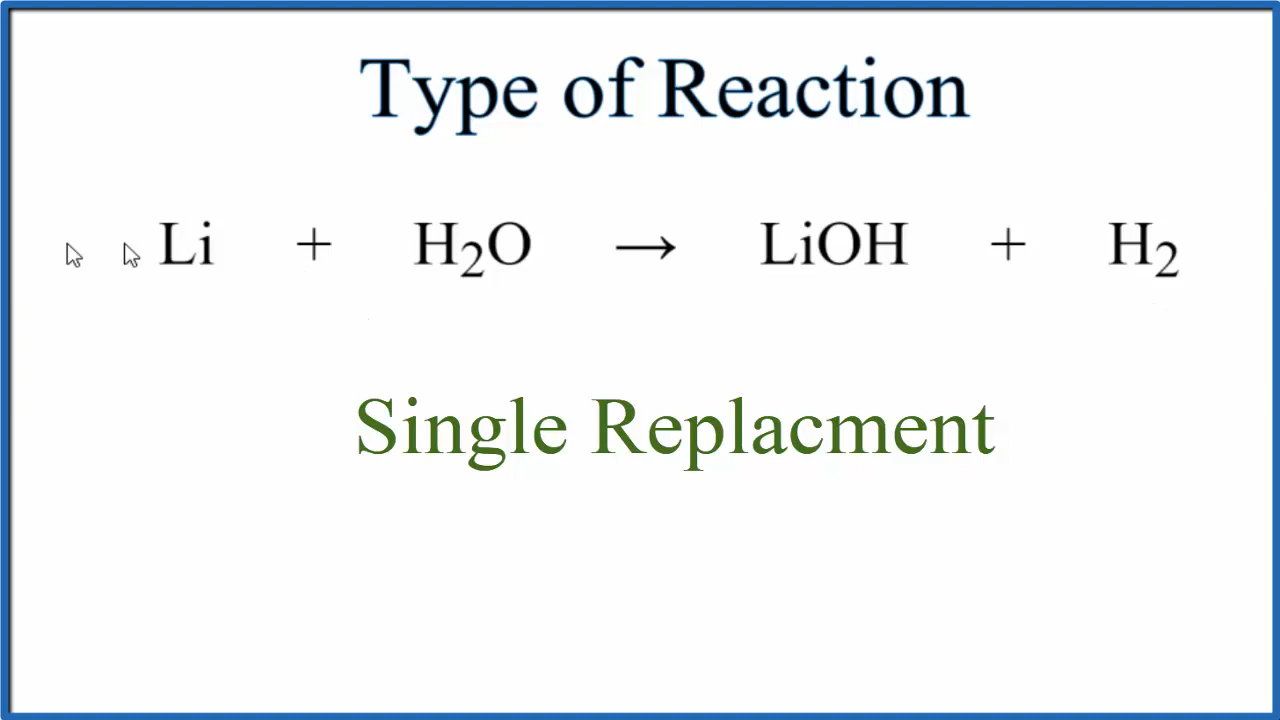 Type of Reaction
Li + H₂O → LiOH + H₂
Single Replacment